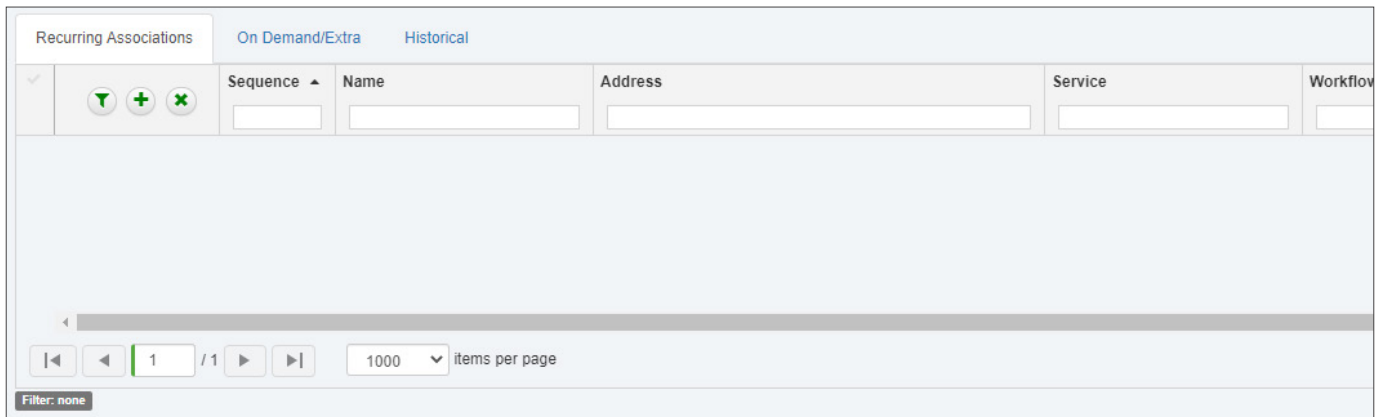 Recurring Associations On Demand/Extra Historical
Sequence Name Address Service Workflow
1 / 1 1000 items per page
Filter: none